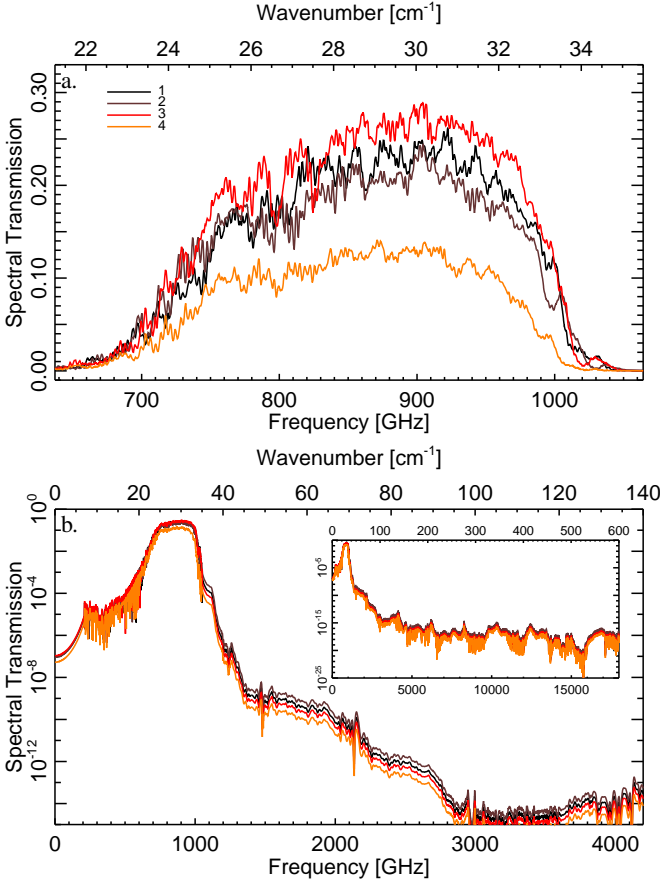 Wavenumber [cm⁻¹]
22 24 26 28 30 32 34
a.
1
2
3
4
Spectral Transmission
0.30
0.20
0.10
0.00
700 800 900 1000
Frequency [GHz]
Wavenumber [cm⁻¹]
0 20 40 60 80 100 120 140
b.
Spectral Transmission
10⁰
10⁻⁴
10⁻⁸
10⁻¹²
0 100 200 300 400 500 600
10⁻⁵
10⁻¹⁵
10⁻²⁵
0 5000 10000 15000
0 1000 2000 3000 4000
Frequency [GHz]